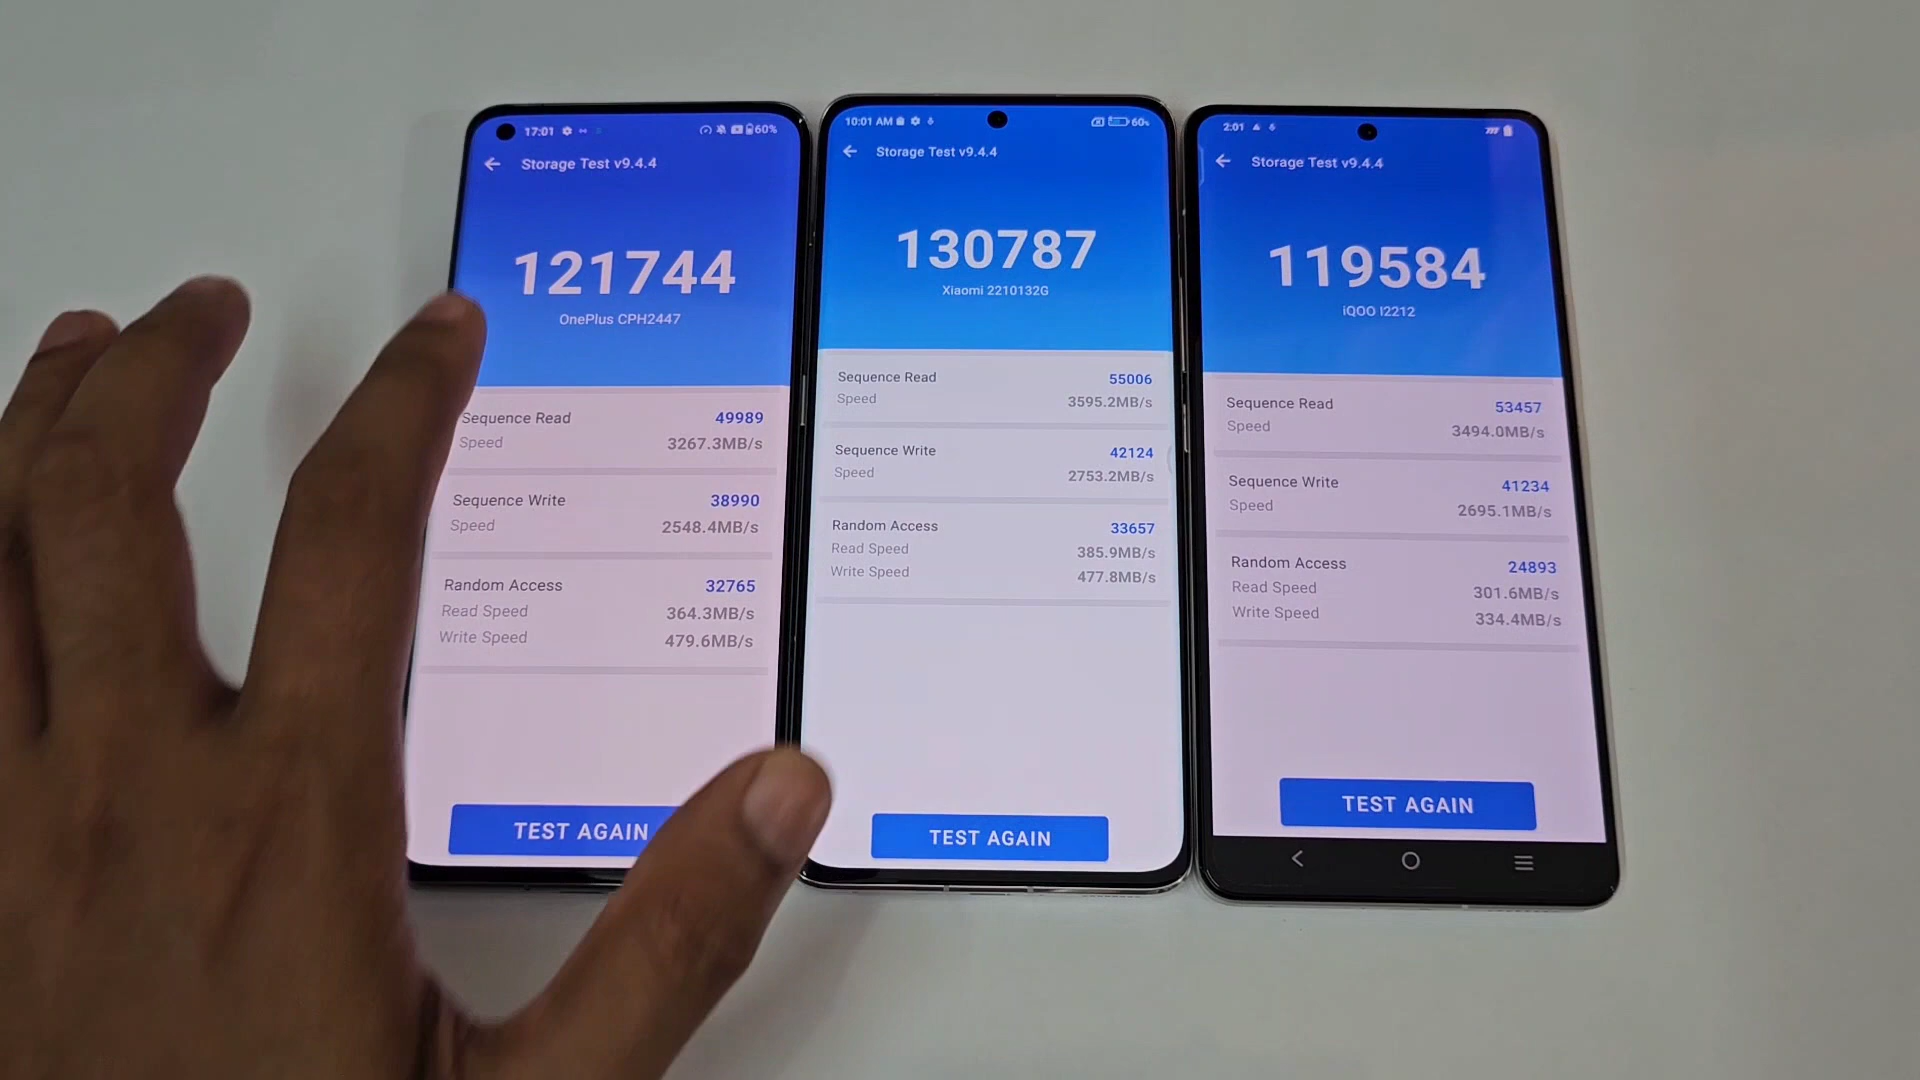 17:01
60%
Storage Test v9.4.4
121744
OnePlus CPH2447
Sequence Read 49989
Speed 3267.3MB/s
Sequence Write 38990
Speed 2548.4MB/s
Random Access 32765
Read Speed 364.3MB/s
Write Speed 479.6MB/s
TEST AGAIN
10:01 AM
60%
Storage Test v9.4.4
130787
Xiaomi 2210132G
Sequence Read 55006
Speed 3595.2MB/s
Sequence Write 42124
Speed 2753.2MB/s
Random Access 33657
Read Speed 385.9MB/s
Write Speed 477.8MB/s
TEST AGAIN
2:01
Storage Test v9.4.4
119584
iQOO I2212
Sequence Read 53457
Speed 3494.0MB/s
Sequence Write 41234
Speed 2695.1MB/s
Random Access 24893
Read Speed 301.6MB/s
Write Speed 334.4MB/s
TEST AGAIN